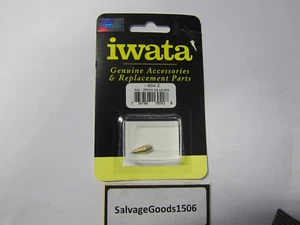 iwata
Genuine Accessories
& Replacement Parts
SalvageGoods1506